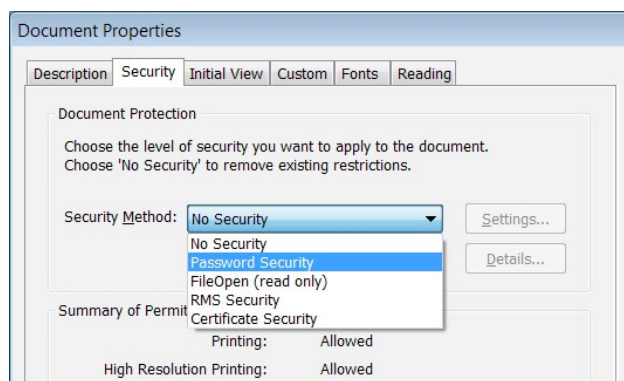 Document Properties
Description Security Initial View Custom Fonts Reading
Document Protection
Choose the level of security you want to apply to the document.
Choose 'No Security' to remove existing restrictions.
Security Method: No Security Settings...
No Security
Password Security Details...
FileOpen (read only)
RMS Security
Summary of Permit
Certificate Security
Printing: Allowed
High Resolution Printing: Allowed